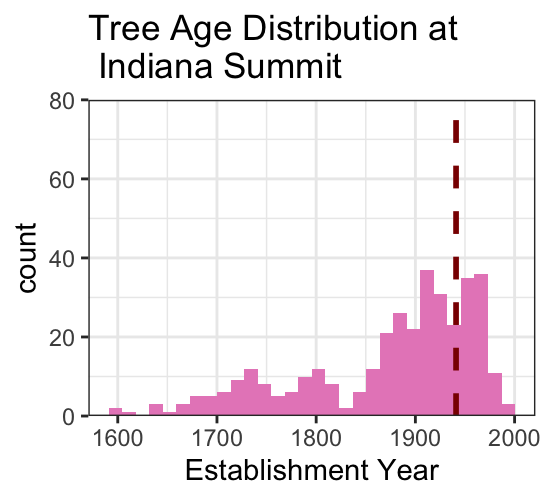 Tree Age Distribution at
Indiana Summit
80
60
40
20
0
count
1600 1700 1800 1900 2000
Establishment Year